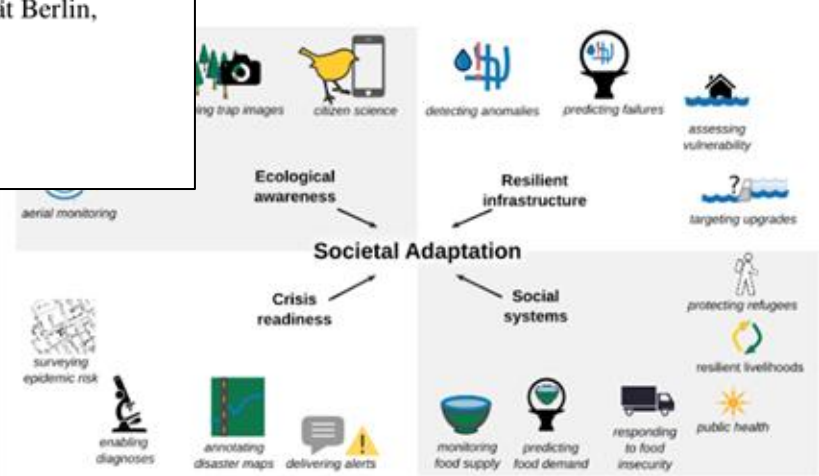 ät Berlin,
ing trap images
citizen science
detecting anomalies
predicting failures
assessing
vulnerability
aerial monitoring
Ecological
awareness
Resilient
infrastructure
?
targeting upgrades
Societal Adaptation
Crisis
readiness
Social
systems
protecting refugees
resilient livelihoods
public health
surveying
epidemic risk
enabling
diagnoses
annotating
disaster maps
!
delivering alerts
monitoring
food supply
predicting
food demand
responding
to food
insecurity